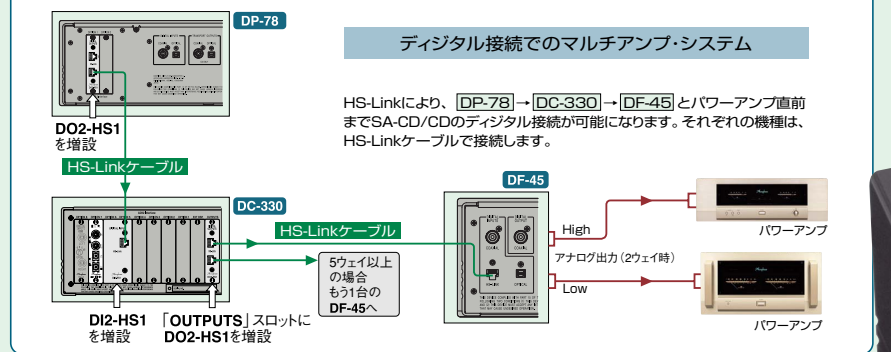 DP-78
ディジタル接続でのマルチアンプ・システム
HS-Linkにより、DP-78→DC-330→DF-45とパワーアンプ直前
までSA-CD/CDのディジタル接続が可能になります。それぞれの機種は、
HS-Linkケーブルで接続します。
DO2-HS1
を増設
HS-Linkケーブル
DC-330
HS-Linkケーブル
5ウェイ以上
の場合
もう1台の
DF-45へ
DI2-HS1
を増設
「OUTPUTS」スロットに
DO2-HS1を増設
DF-45
DIGITAL
INPUTS
DIGITAL
OUTPUT
COAXIAL
COAXIAL
HS-LINK
OPTICAL
High
アナログ出力(2ウェイ時)
Low
パワーアンプ
パワーアンプ